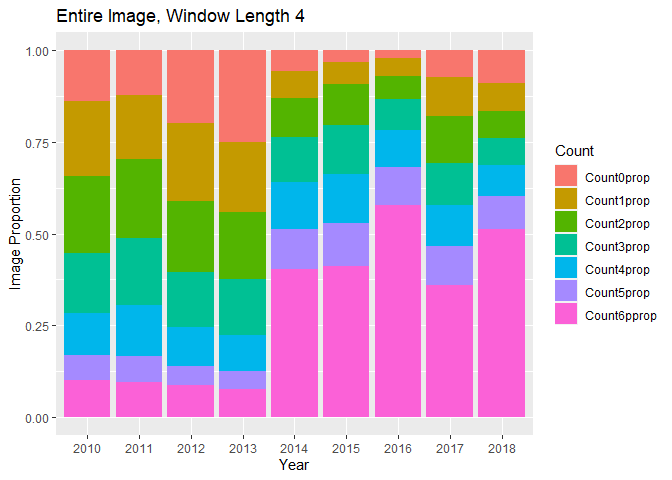 Entire Image, Window Length 4
1.00
0.75
0.50
0.25
0.00
Image Proportion
2010 2011 2012 2013 2014 2015 2016 2017 2018
Year
Count
Count0prop
Count1prop
Count2prop
Count3prop
Count4prop
Count5prop
Count6pprop